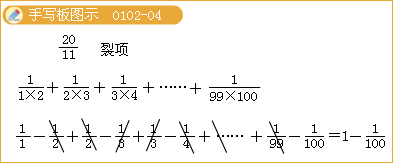 手写板图示 0102-04
20/11 裂项
1/(1×2) + 1/(2×3) + 1/(3×4) + ⋯⋯ + 1/(99×100)
1/1 − 1/2 + 1/2 − 1/3 + 1/3 − 1/4 + ⋯⋯ + 1/99 − 1/100 = 1 − 1/100